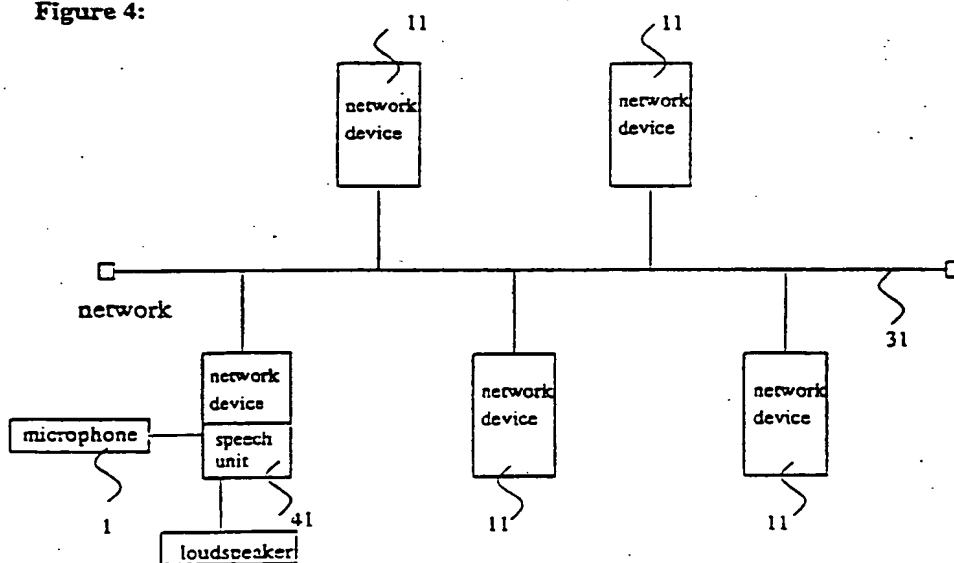 Figure 4:
11
11
network
device
network
device
network
31
network
device
speech
unit
network
device
network
device
microphone
1
41
11
11
loudspeaker